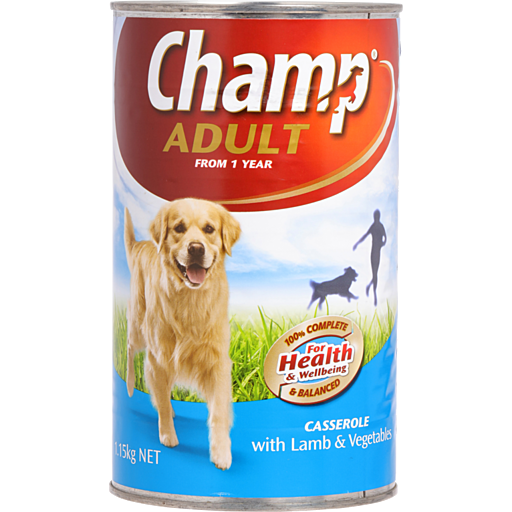 Champ®
ADULT
FROM 1 YEAR
100% COMPLETE
For
Health
& Wellbeing
& BALANCED
CASSEROLE
with Lamb & Vegetables
1.15kg NET